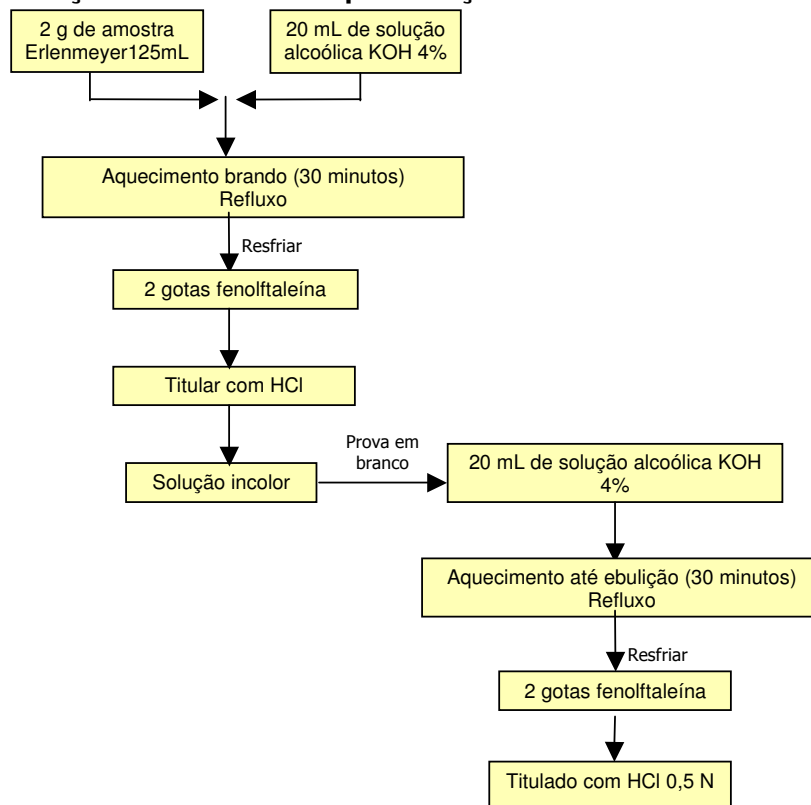 2 g de amostra
Erlenmeyer125mL
20 mL de solução
alcoólica KOH 4%
Aquecimento brando (30 minutos)
Refluxo
Resfriar
2 gotas fenolftaleína
Titular com HCl
Solução incolor
Prova em
branco
20 mL de solução alcoólica KOH
4%
Aquecimento até ebulição (30 minutos)
Refluxo
Resfriar
2 gotas fenolftaleína
Titulado com HCl 0,5 N